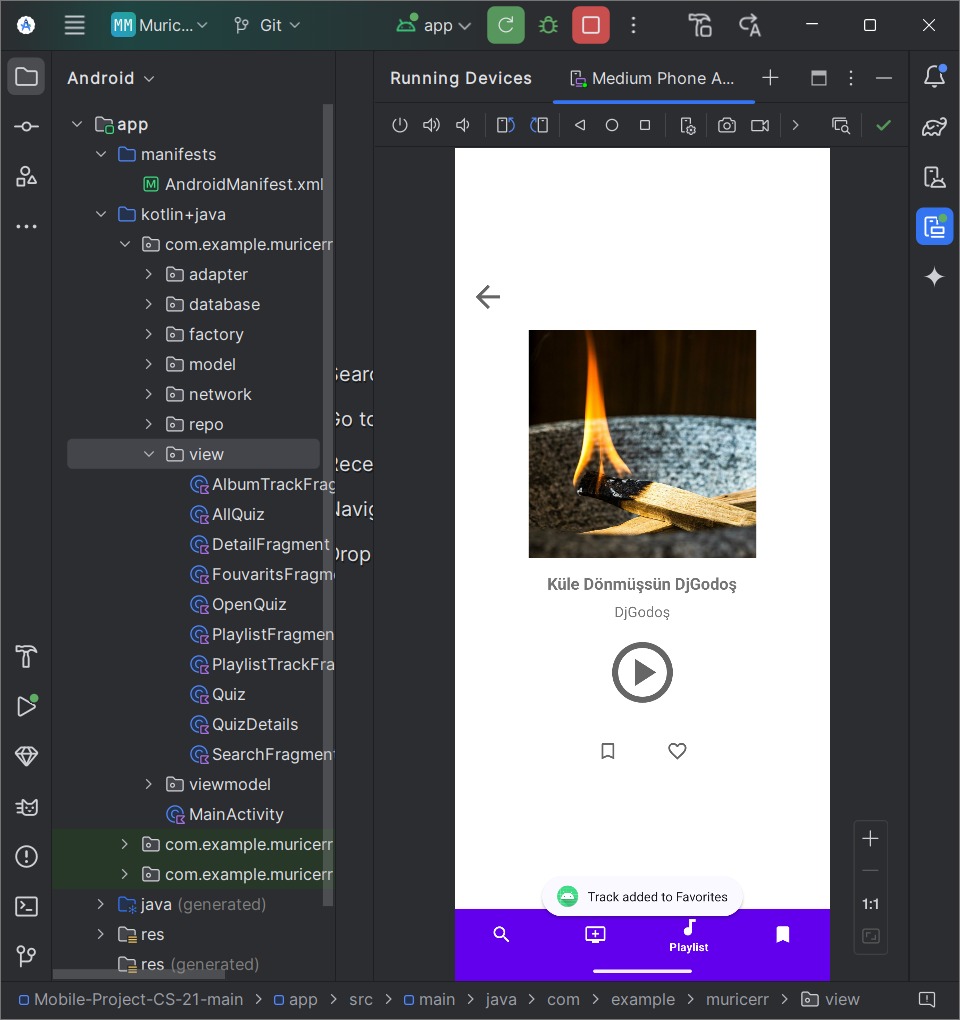 MM Muric... Git app
Android
Running Devices Medium Phone A...
app
manifests
M AndroidManifest.xml
kotlin+java
com.example.muricerr
adapter
database
factory
model
network
repo
view
AlbumTrackFrag
AllQuiz
DetailFragment
FouvaritsFragm
OpenQuiz
PlaylistFragmen
PlaylistTrackFra
Quiz
QuizDetails
SearchFragment
viewmodel
MainActivity
com.example.muricerr
com.example.muricerr
java (generated)
res
res (generated)
Searc
Go to
Rece
Navig
Drop
Küle Dönmüşsün DjGodoş
DjGodoş
Track added to Favorites
Playlist
1:1
Mobile-Project-CS-21-main > app > src > main > java > com > example > muricerr > view